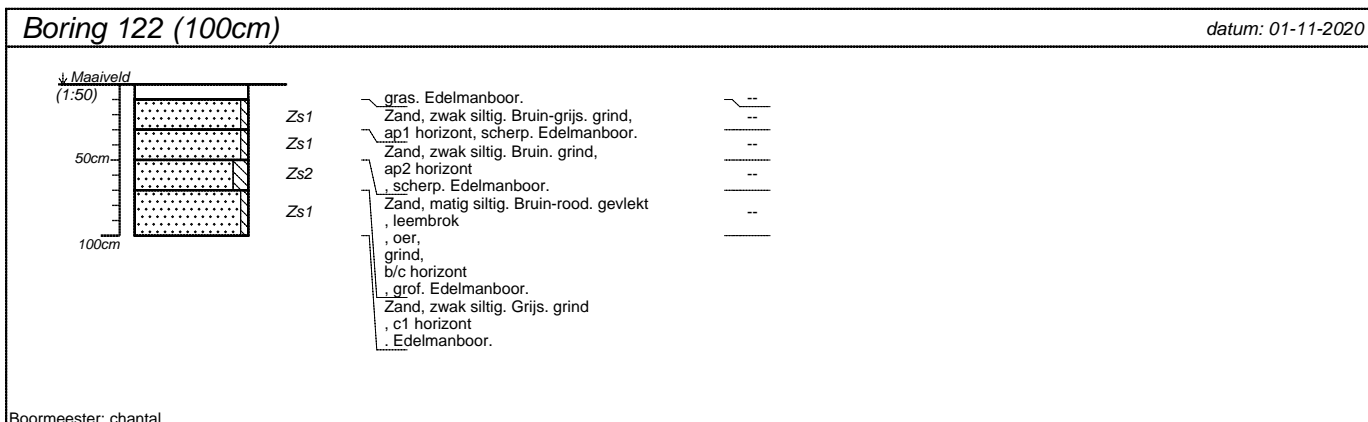 Boring 122 (100cm)
datum: 01-11-2020
Maaiveld
(1:50)
50cm
100cm
Zs1
Zs1
Zs2
Zs1
gras. Edelmanboor.
Zand, zwak siltig. Bruin-grijs. grind,
ap1 horizont, scherp. Edelmanboor.
Zand, zwak siltig. Bruin. grind,
ap2 horizont
, scherp. Edelmanboor.
Zand, matig siltig. Bruin-rood. gevlekt
, leembrok
, oer,
grind,
b/c horizont
, grof. Edelmanboor.
Zand, zwak siltig. Grijs. grind
, c1 horizont
. Edelmanboor.
--
--
--
--
--
Boormeester: chantal